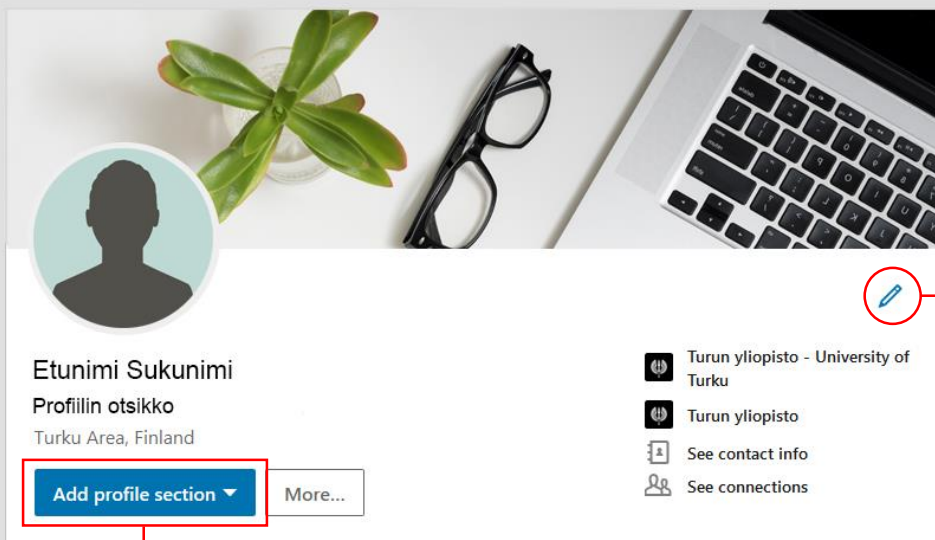 Etunimi Sukunimi
Profiilin otsikko
Turku Area, Finland
Add profile section
More...
Turun yliopisto - University of
Turku
Turun yliopisto
See contact info
See connections